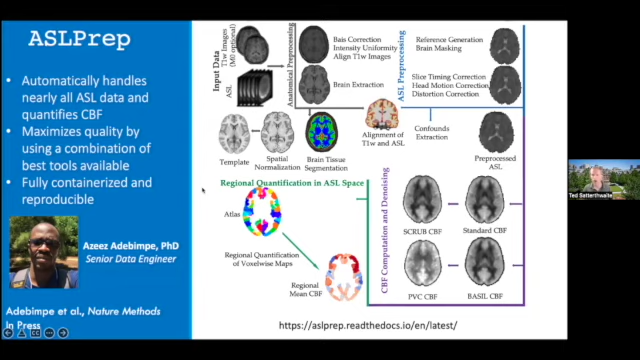 ASLPrep
• Automatically handles
nearly all ASL data and
quantifies CBF
• Maximizes quality by
using a combination of
best tools available
• Fully containerized and
reproducible
Azeez Adebimpe, PhD
Senior Data Engineer
Adebimpe et al., Nature Methods
In Press
Input Data
T1w Images
(M0 optional)
ASL
Anatomical Preprocessing
Bais Correction
Intensity Uniformity
Align T1w Images
Brain Extraction
ASL Preprocessing
Reference Generation
Brain Masking
Slice Timing Correction
Head Motion Correction
Distortion Correction
Template
Spatial
Normalization
Brain Tissue
Segmentation
Alignment of
T1w and ASL
Confounds
Extraction
Preprocessed
ASL
Regional Quantification in ASL Space
Atlas
Regional Quantification
of Voxelwise Maps
Regional
Mean CBF
CBF Computation and Denoising
SCRUB CBF
Standard CBF
PVC CBF
BASIL CBF
https://aslprep.readthedocs.io/en/latest/
Ted Satterthwaite